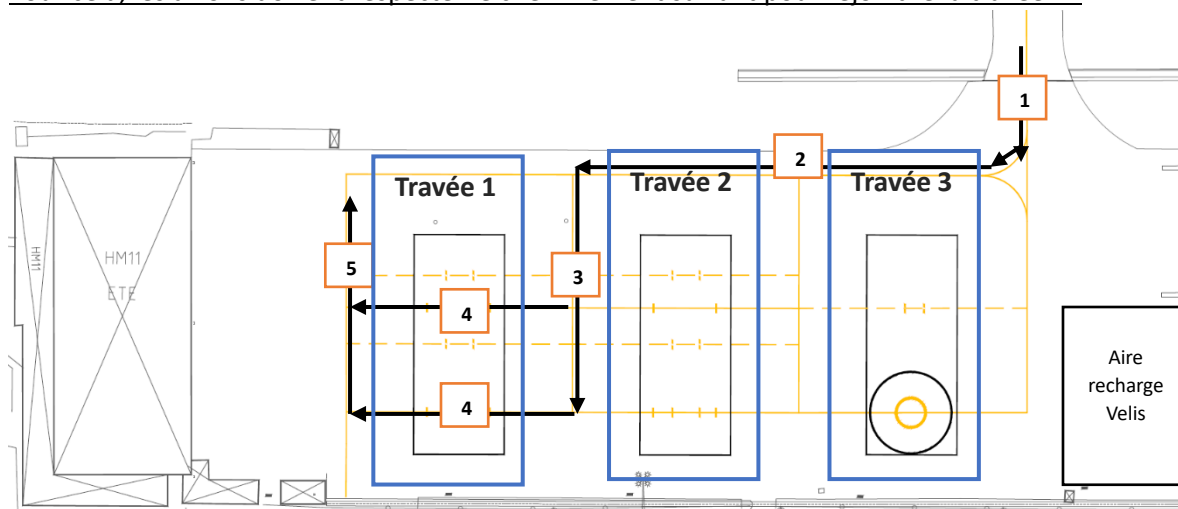 1
2
Travée 1
Travée 2
Travée 3
HM11
HM11
ETE
5
3
4
4
Aire
recharge
Velis